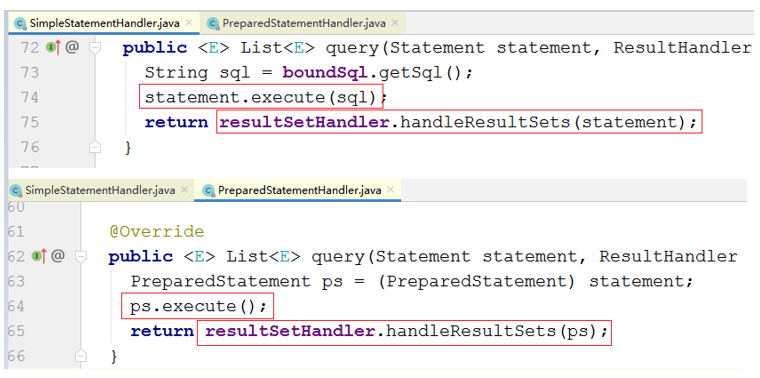 SimpleStatementHandler.java × PreparedStatementHandler.java ×
72 public <E> List<E> query(Statement statement, ResultHandler
73 String sql = boundSql.getSql();
74 statement.execute(sql);
75 return resultSetHandler.handleResultSets(statement);
76 }
SimpleStatementHandler.java × PreparedStatementHandler.java ×
60
61 @Override
62 public <E> List<E> query(Statement statement, ResultHandler
63 PreparedStatement ps = (PreparedStatement) statement;
64 ps.execute();
65 return resultSetHandler.handleResultSets(ps);
66 }